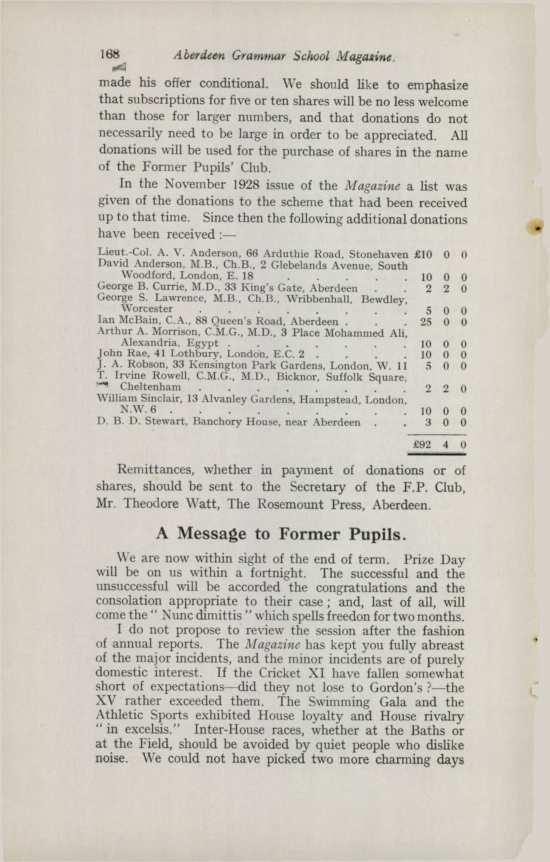 168 Aberdeen Grammar School Magazine.
made his offer conditional. We should like to emphasize
that subscriptions for five or ten shares will be no less welcome
than those for larger numbers, and that donations do not
necessarily need to be large in order to be appreciated. All
donations will be used for the purchase of shares in the name
of the Former Pupils' Club.
In the November 1928 issue of the Magazine a list was
given of the donations to the scheme that had been received
up to that time. Since then the following additional donations
have been received :—
Lieut.-Col. A. V. Anderson, 66 Arduthie Road, Stonehaven £10 0 0
David Anderson, M.B., Ch.B., 2 Glebelands Avenue, South
Woodford, London, E. 18 . . . . . . 10 0 0
George B. Currie, M.D., 33 King's Gate, Aberdeen . . . 2 2 0
George S. Lawrence, M.B., Ch.B., Wribbenhall, Bewdley,
Worcester . . . . . . . . 5 0 0
Ian McBain, C.A., 88 Queen's Road, Aberdeen . . . 25 0 0
Arthur A. Morrison, C.M.G., M.D., 3 Place Mohammed Ali,
Alexandria, Egypt . . . . . . . 10 0 0
John Rae, 41 Lothbury, London, E.C. 2 . . . . 10 0 0
J. A. Robson, 33 Kensington Park Gardens, London, W. 11 5 0 0
T. Irvine Rowell, C.M.G., M.D., Bicknor, Suffolk Square,
Cheltenham . . . . . . . . 2 2 0
William Sinclair, 13 Alvanley Gardens, Hampstead, London,
N.W. 6 . . . . . . . . . 10 0 0
D. B. D. Stewart, Banchory House, near Aberdeen . . 3 0 0
£92 4 0
Remittances, whether in payment of donations or of
shares, should be sent to the Secretary of the F.P. Club,
Mr. Theodore Watt, The Rosemount Press, Aberdeen.
A Message to Former Pupils.
We are now within sight of the end of term. Prize Day
will be on us within a fortnight. The successful and the
unsuccessful will be accorded the congratulations and the
consolation appropriate to their case ; and, last of all, will
come the " Nunc dimittis " which spells freedon for two months.
I do not propose to review the session after the fashion
of annual reports. The Magazine has kept you fully abreast
of the major incidents, and the minor incidents are of purely
domestic interest. If the Cricket XI have fallen somewhat
short of expectations—did they not lose to Gordon's ?—the
XV rather exceeded them. The Swimming Gala and the
Athletic Sports exhibited House loyalty and House rivalry
" in excelsis." Inter-House races, whether at the Baths or
at the Field, should be avoided by quiet people who dislike
noise. We could not have picked two more charming days